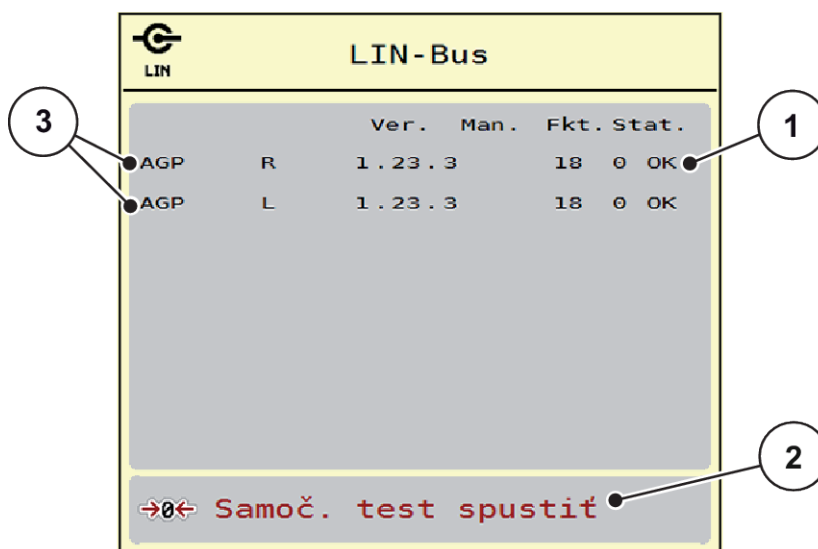 LIN
LIN-Bus
Ver. Man. Fkt. Stat.
3
1
AGP R 1.23.3 18 0 OK
AGP L 1.23.3 18 0 OK
2
→0← Samoč. test spustiť